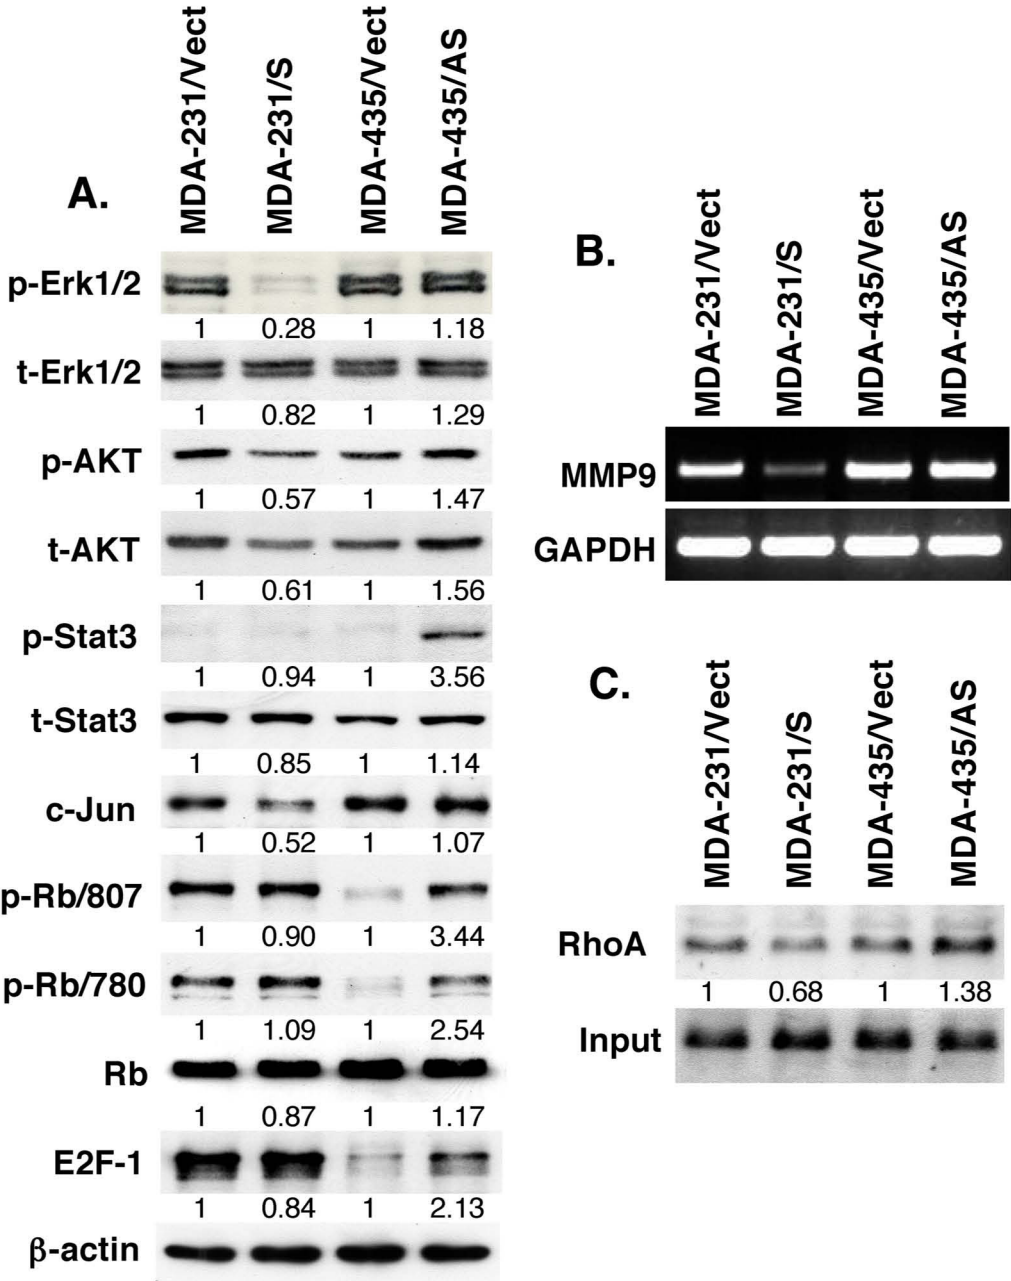 A.
MDA-231/Vect
MDA-231/S
MDA-435/Vect
MDA-435/AS
p-Erk1/2
1 0.28 1 1.18
t-Erk1/2
1 0.82 1 1.29
p-AKT
1 0.57 1 1.47
t-AKT
1 0.61 1 1.56
p-Stat3
1 0.94 1 3.56
t-Stat3
1 0.85 1 1.14
c-Jun
1 0.52 1 1.07
p-Rb/807
1 0.90 1 3.44
p-Rb/780
1 1.09 1 2.54
Rb
1 0.87 1 1.17
E2F-1
1 0.84 1 2.13
β-actin
B.
MDA-231/Vect
MDA-231/S
MDA-435/Vect
MDA-435/AS
MMP9
GAPDH
C.
MDA-231/Vect
MDA-231/S
MDA-435/Vect
MDA-435/AS
RhoA
1 0.68 1 1.38
Input